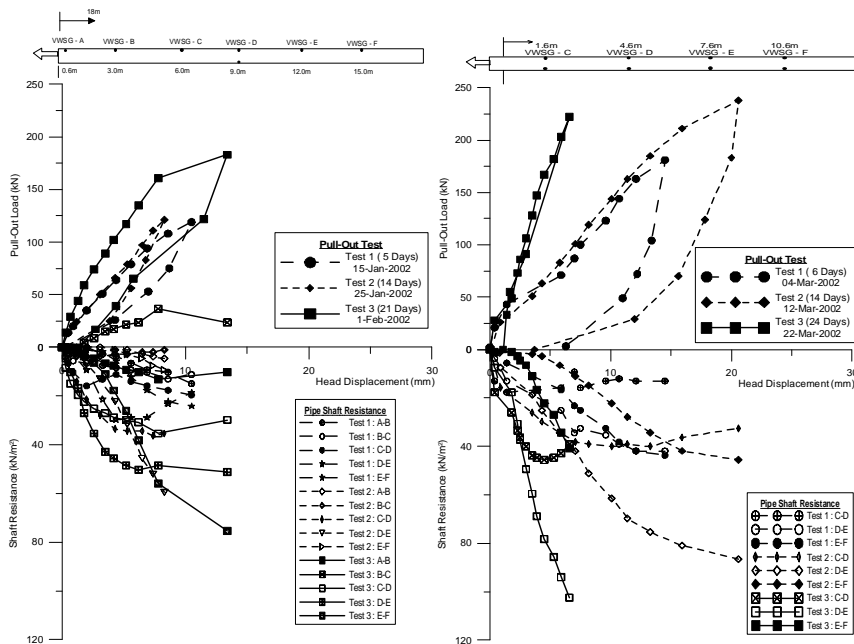 18m
VWSG - A VWSG - B VWSG - C VWSG - D VWSG - E VWSG - F
0.6m 3.0m 6.0m 9.0m 12.0m 15.0m
250
200
150
100
50
0
40
80
120
0 10 20 30
Pull-Out Load (kN)
Shaft Resistance (kN/m²)
Head Displacement (mm)
Pull-Out Test
Test 1 ( 5 Days)
15-Jan-2002
Test 2 (14 Days)
25-Jan-2002
Test 3 (21 Days)
1-Feb-2002
Pipe Shaft Resistance
Test 1 : A-B
Test 1 : B-C
Test 1 : C-D
Test 1 : D-E
Test 1 : E-F
Test 2 : A-B
Test 2 : B-C
Test 2 : C-D
Test 2 : D-E
Test 2 : E-F
Test 3 : A-B
Test 3 : B-C
Test 3 : C-D
Test 3 : D-E
Test 3 : E-F
1.6m 4.6m 7.6m 10.6m
VWSG - C VWSG - D VWSG - E VWSG - F
250
200
150
100
50
0
40
80
120
0 10 20 30
Pull-Out Load (kN)
Shaft Resistance (kN/m²)
Head Displacement (mm)
Pull-Out Test
Test 1 ( 6 Days)
04-Mar-2002
Test 2 (14 Days)
12-Mar-2002
Test 3 (24 Days)
22-Mar-2002
Pipe Shaft Resistance
Test 1 : C-D
Test 1 : D-E
Test 1 : E-F
Test 2 : C-D
Test 2 : D-E
Test 2 : E-F
Test 3 : C-D
Test 3 : D-E
Test 3 : E-F